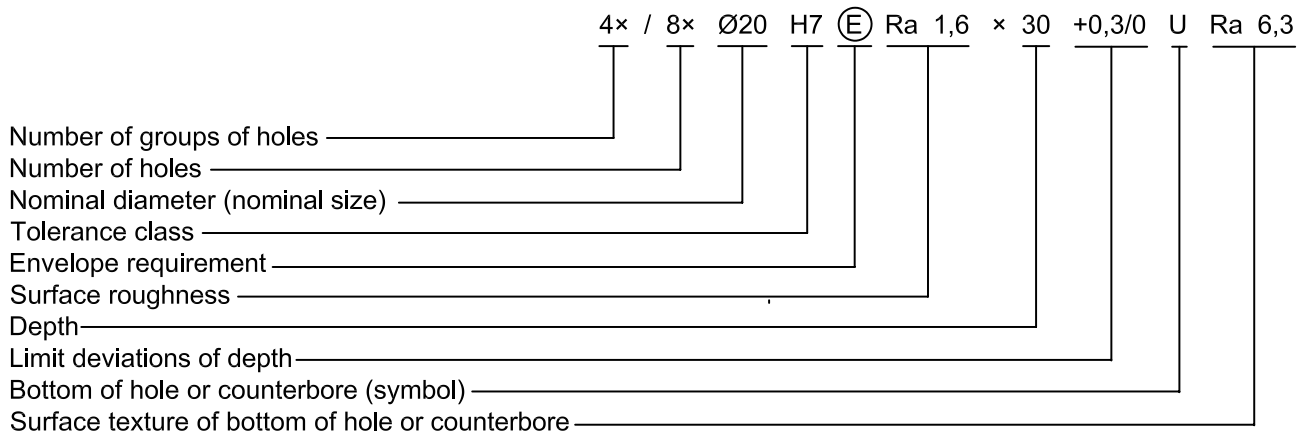 4× / 8× Ø20 H7 Ⓔ Ra 1,6 × 30 +0,3/0 U Ra 6,3
Number of groups of holes
Number of holes
Nominal diameter (nominal size)
Tolerance class
Envelope requirement
Surface roughness
Depth
Limit deviations of depth
Bottom of hole or counterbore (symbol)
Surface texture of bottom of hole or counterbore